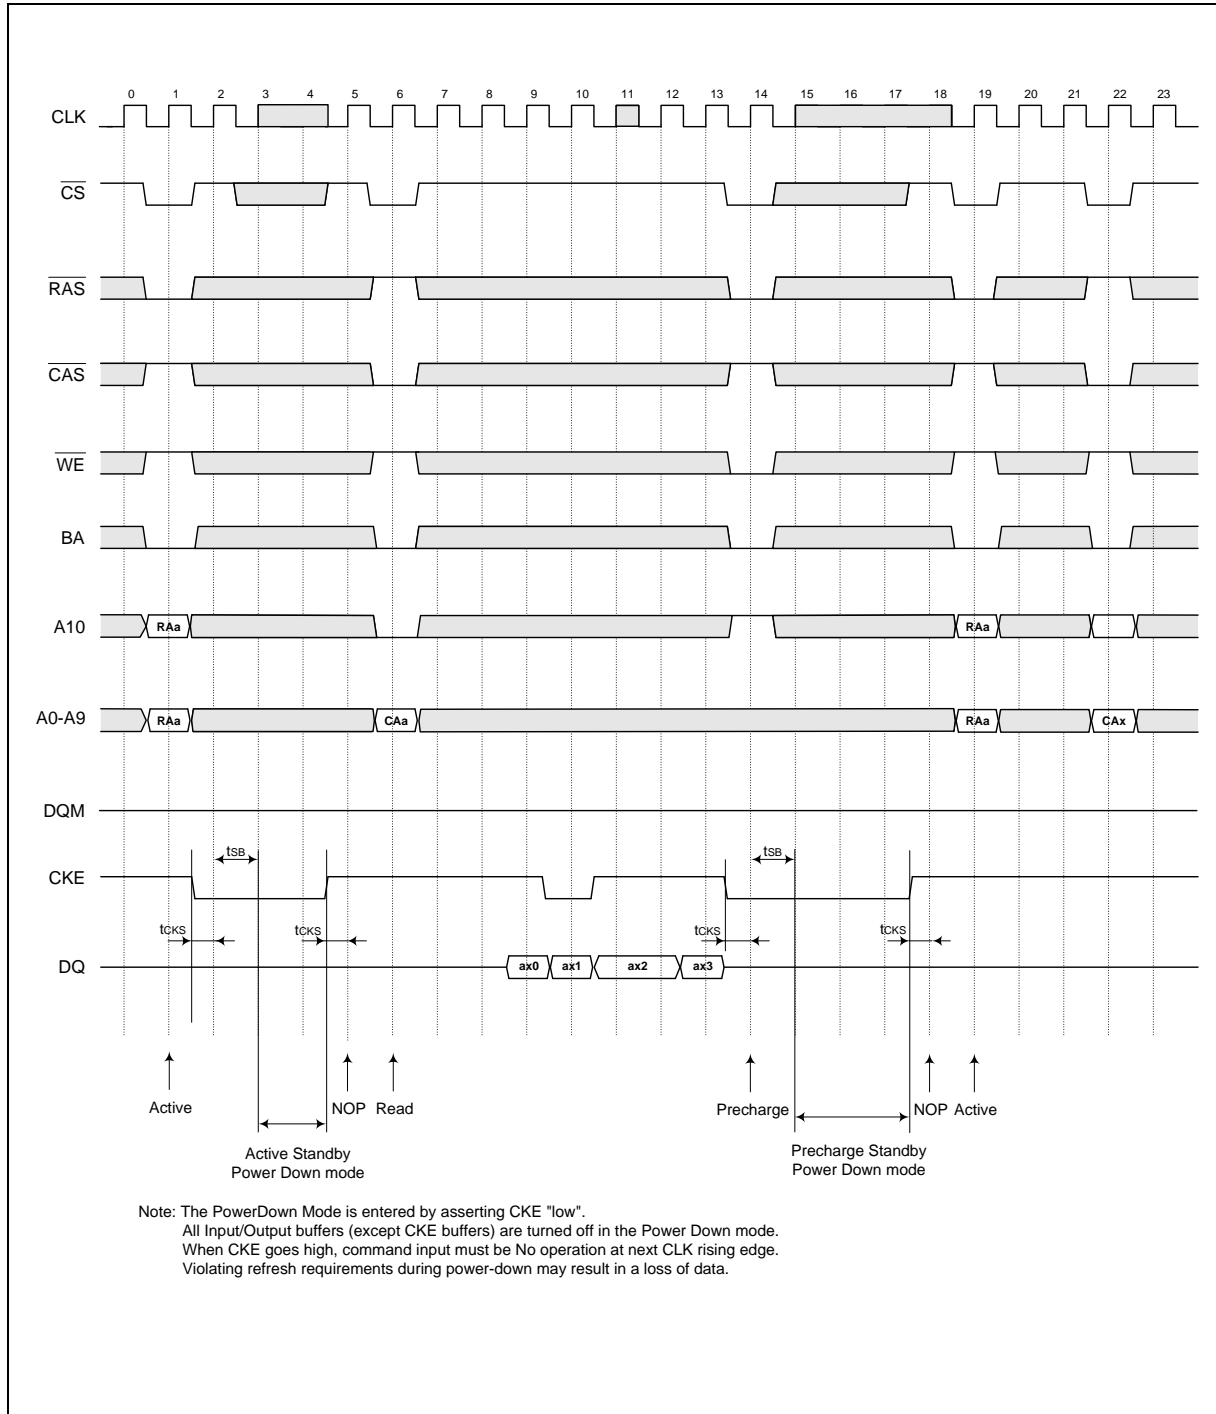 0 1 2 3 4 5 6 7 8 9 10 11 12 13 14 15 16 17 18 19 20 21 22 23
CLK
CS
RAS
CAS
WE
BA
A10 RAa RAa
A0-A9 RAa CAa RAa CAx
DQM
tSB tSB
CKE
tCKS tCKS tCKS tCKS
DQ ax0 ax1 ax2 ax3
Active NOP Read Precharge NOP Active
Active Standby
Power Down mode
Precharge Standby
Power Down mode
Note: The PowerDown Mode is entered by asserting CKE "low".
All Input/Output buffers (except CKE buffers) are turned off in the Power Down mode.
When CKE goes high, command input must be No operation at next CLK rising edge.
Violating refresh requirements during power-down may result in a loss of data.